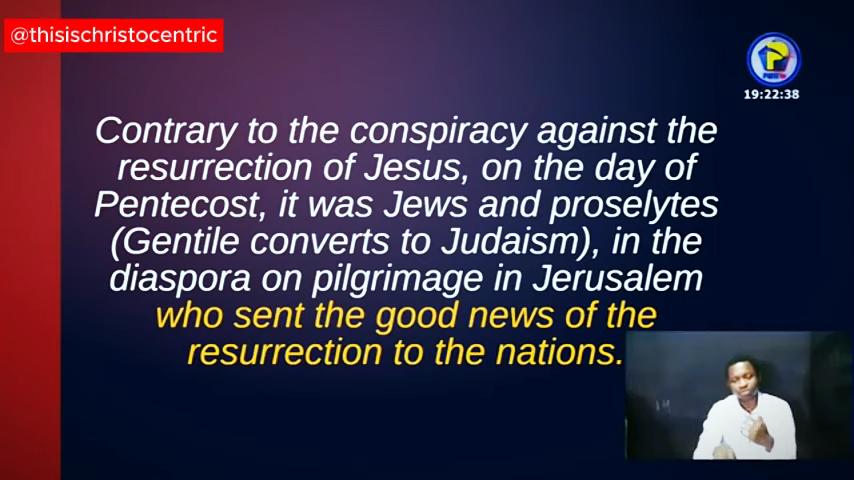 @thisischristocentric
19:22:38
Contrary to the conspiracy against the
resurrection of Jesus, on the day of
Pentecost, it was Jews and proselytes
(Gentile converts to Judaism), in the
diaspora on pilgrimage in Jerusalem
who sent the good news of the
resurrection to the nations.